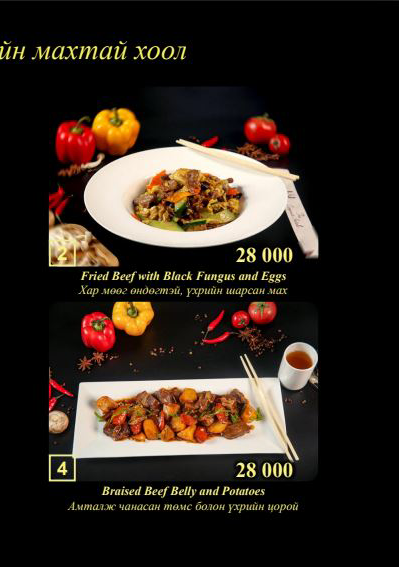 йн махтай хоол
2
28 000
Fried Beef with Black Fungus and Eggs
Хар мөөг өндөгтэй, үхрийн шарсан мах
4
28 000
Braised Beef Belly and Potatoes
Амталж чанасан төмс болон үхрийн цорой